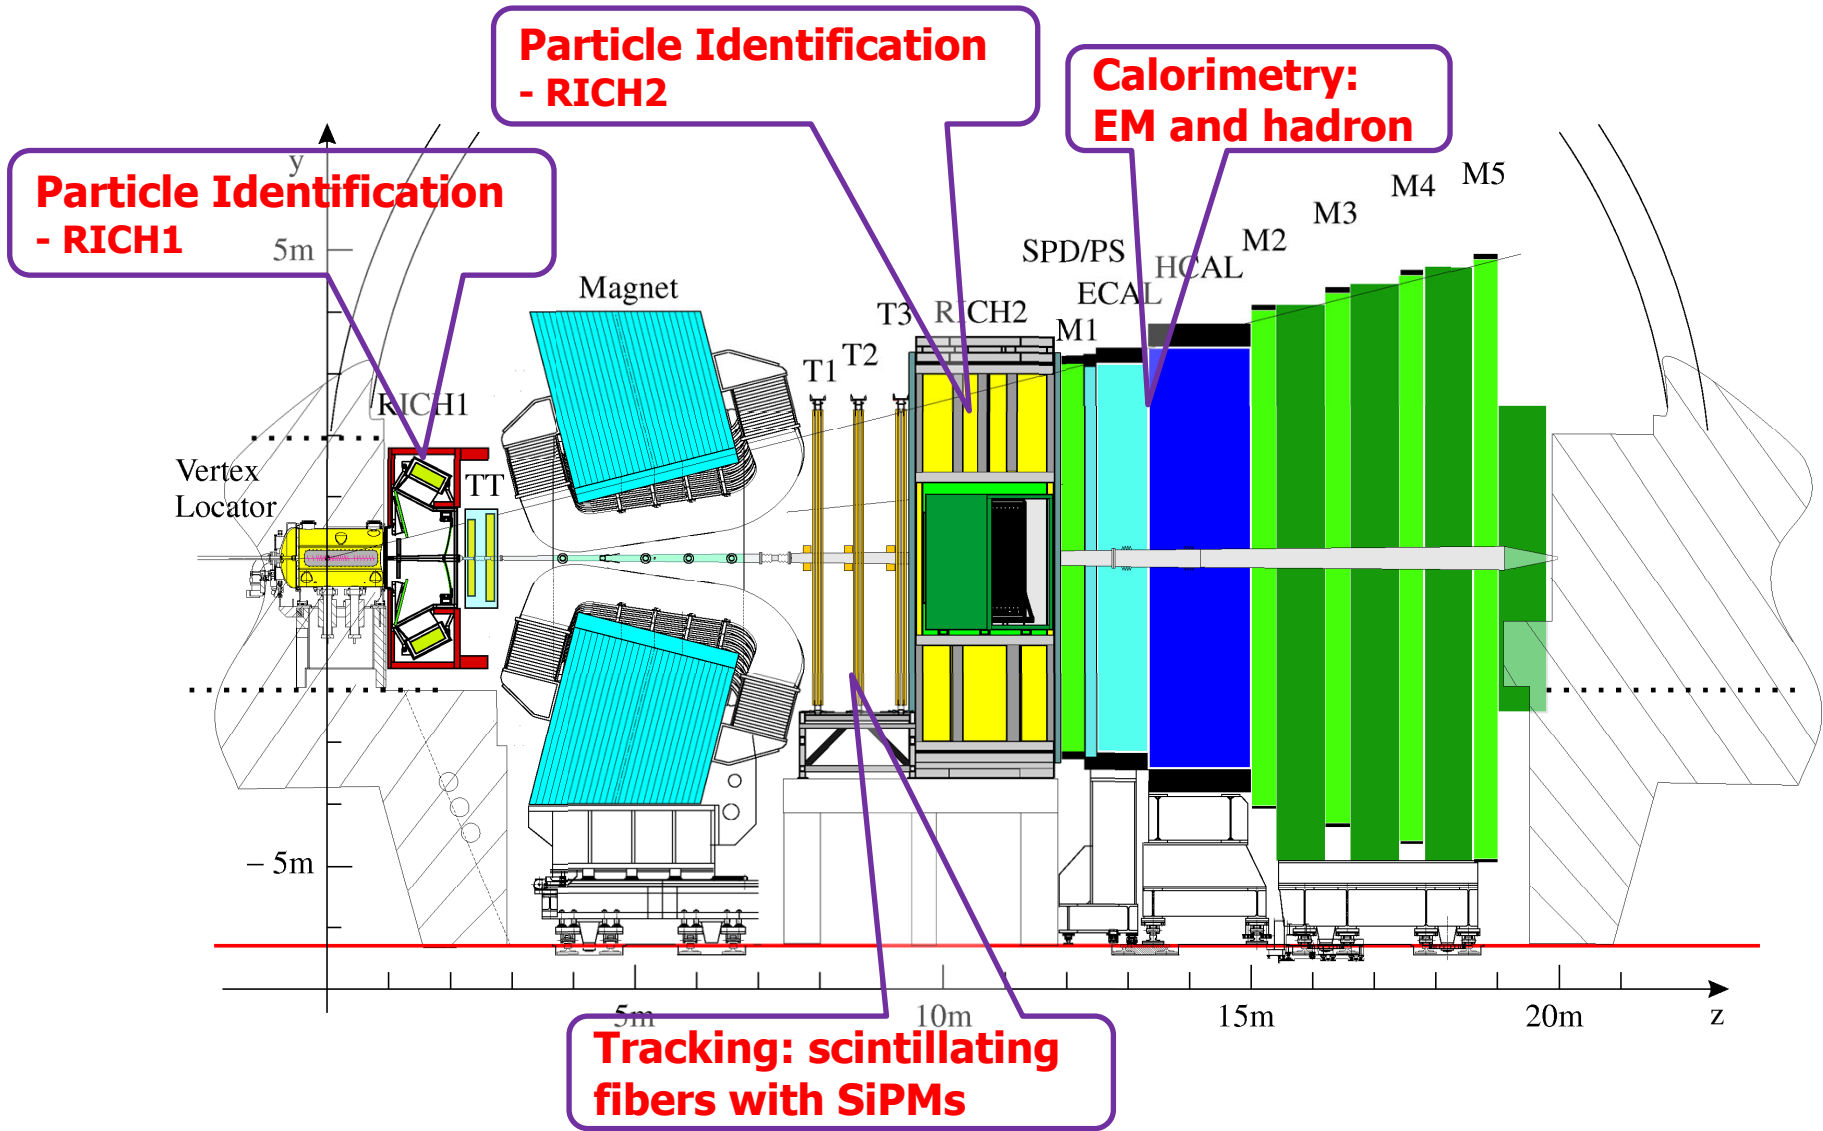 Particle Identification
- RICH2
Calorimetry:
EM and hadron
Particle Identification
- RICH1
y
5m
M5
M4
M3
M2
SPD/PS
HCAL
ECAL
Magnet
T3
RICH2
M1
T2
T1
RICH1
Vertex
Locator
TT
– 5m
5m
10m
15m
20m
z
Tracking: scintillating
fibers with SiPMs